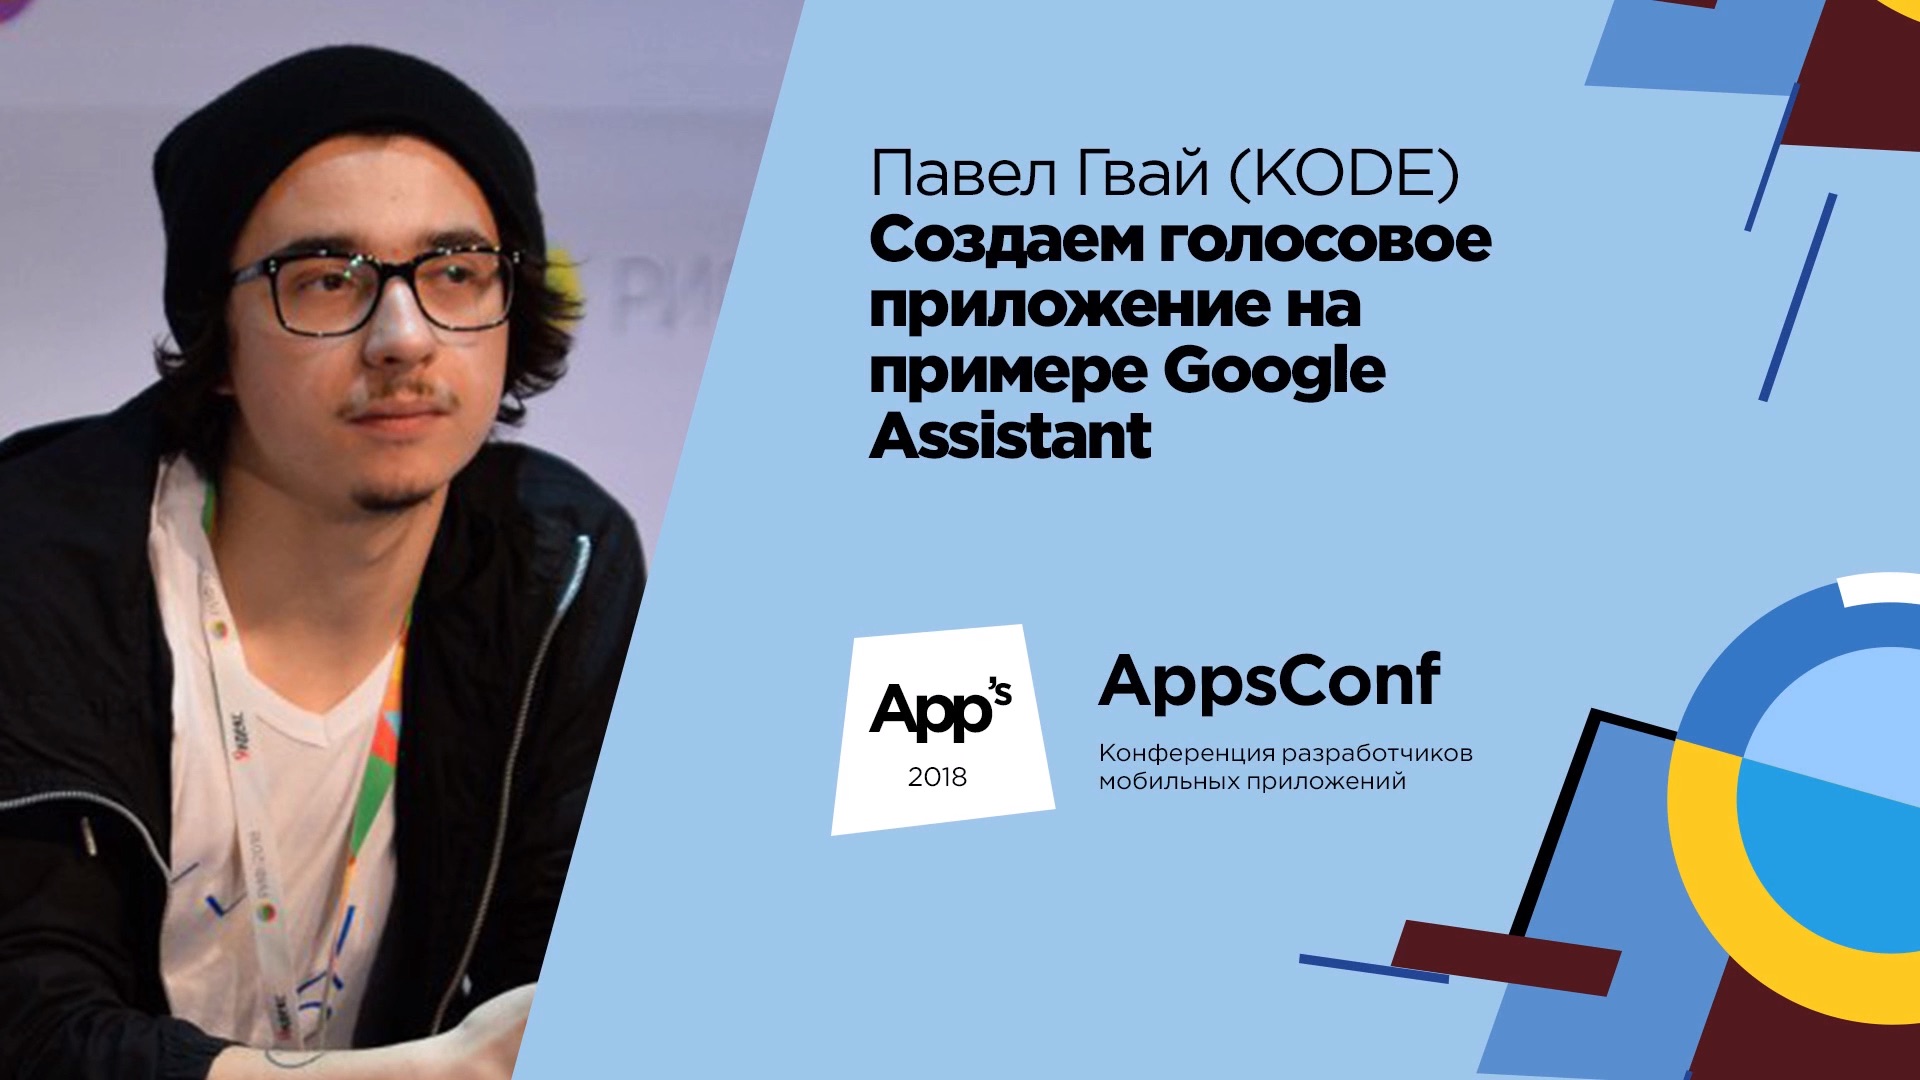 Павел Гвай (KODE)
Создаем голосовое
приложение на
примере Google
Assistant
App's
2018
AppsConf
Конференция разработчиков
мобильных приложений